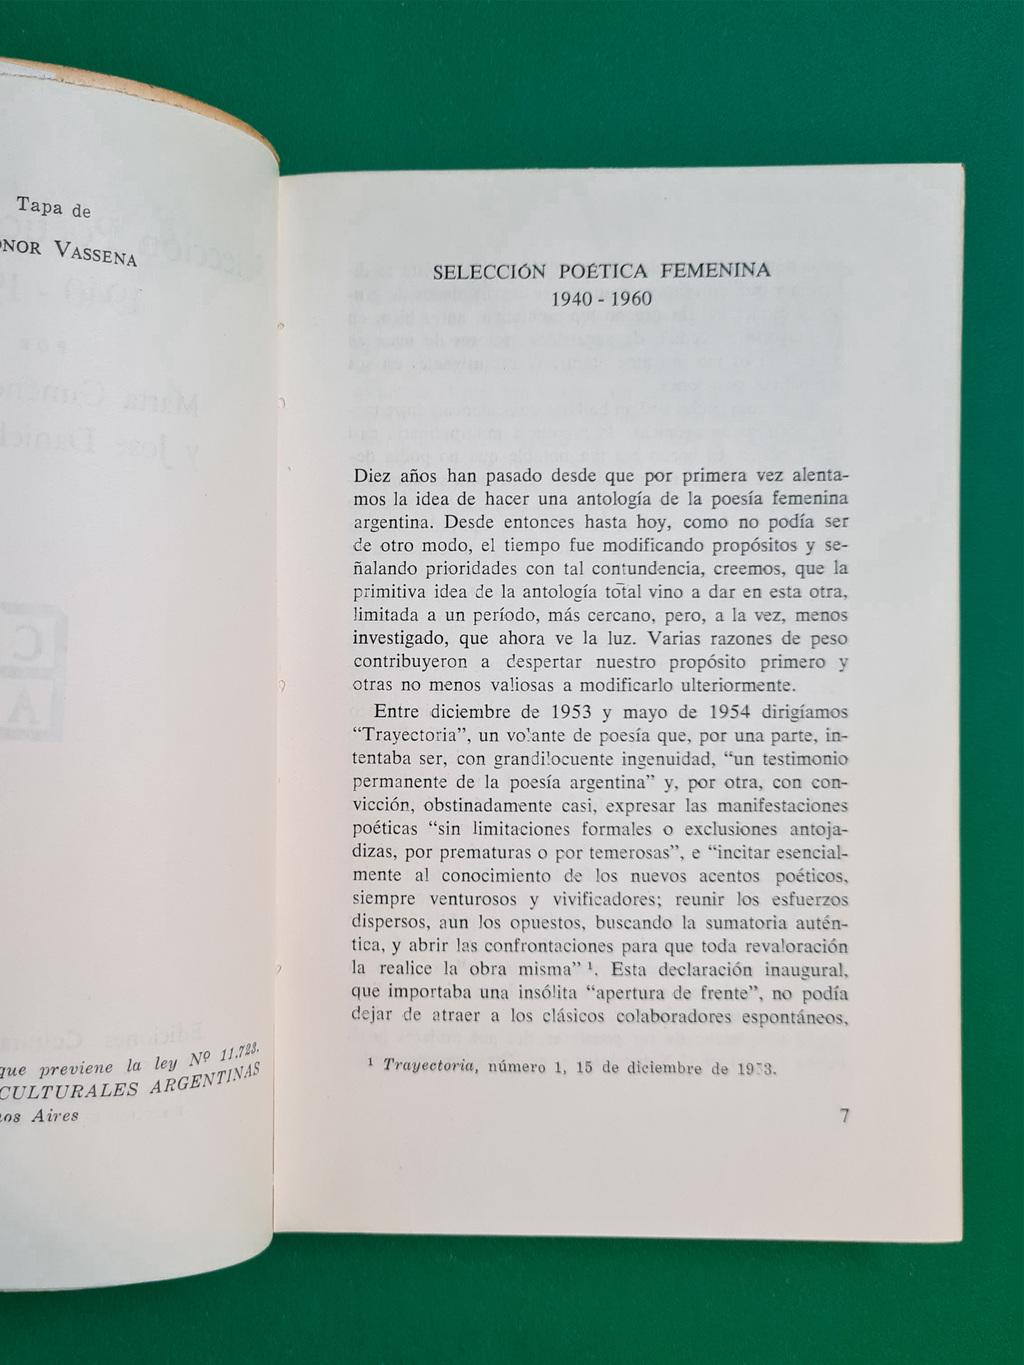 Tapa de
ONOR VASSENA
que previene la ley Nº 11.723.
CULTURALES ARGENTINAS
nos Aires
SELECCIÓN POÉTICA FEMENINA
1940 - 1960
Diez años han pasado desde que por primera vez alenta-
mos la idea de hacer una antología de la poesía femenina
argentina. Desde entonces hasta hoy, como no podía ser
de otro modo, el tiempo fue modificando propósitos y se-
ñalando prioridades con tal contundencia, creemos, que la
primitiva idea de la antología total vino a dar en esta otra,
limitada a un período, más cercano, pero, a la vez, menos
investigado, que ahora ve la luz. Varias razones de peso
contribuyeron a despertar nuestro propósito primero y
otras no menos valiosas a modificarlo ulteriormente.
Entre diciembre de 1953 y mayo de 1954 dirigíamos
“Trayectoria”, un volante de poesía que, por una parte, in-
tentaba ser, con grandilocuente ingenuidad, “un testimonio
permanente de la poesía argentina” y, por otra, con con-
vicción, obstinadamente casi, expresar las manifestaciones
poéticas “sin limitaciones formales o exclusiones antoja-
dizas, por prematuras o por temerosas”, e “incitar esencial-
mente al conocimiento de los nuevos acentos poéticos,
siempre venturosos y vivificadores; reunir los esfuerzos
dispersos, aun los opuestos, buscando la sumatoria autén-
tica, y abrir las confrontaciones para que toda revaloración
la realice la obra misma” ¹. Esta declaración inaugural,
que importaba una insólita “apertura de frente”, no podía
dejar de atraer a los clásicos colaboradores espontáneos,
¹ Trayectoria, número 1, 15 de diciembre de 1953.
7